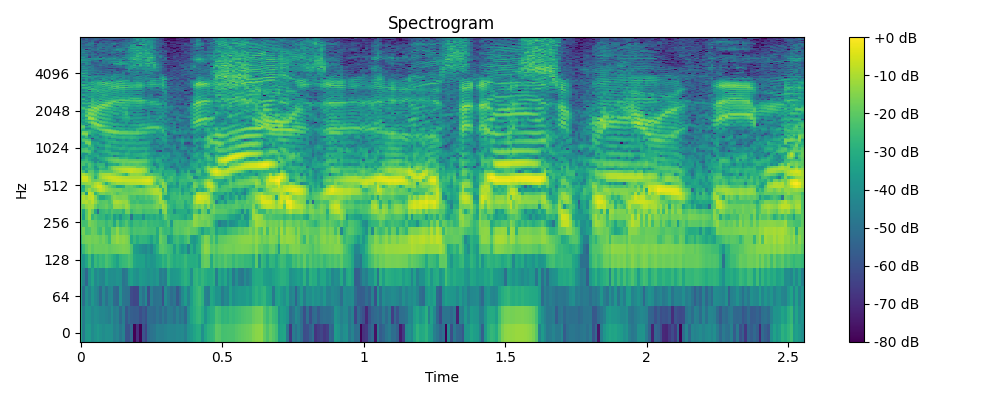 Spectrogram
Hz
4096
2048
1024
512
256
128
64
0
0
0.5
1
1.5
2
2.5
Time
+0 dB
-10 dB
-20 dB
-30 dB
-40 dB
-50 dB
-60 dB
-70 dB
-80 dB